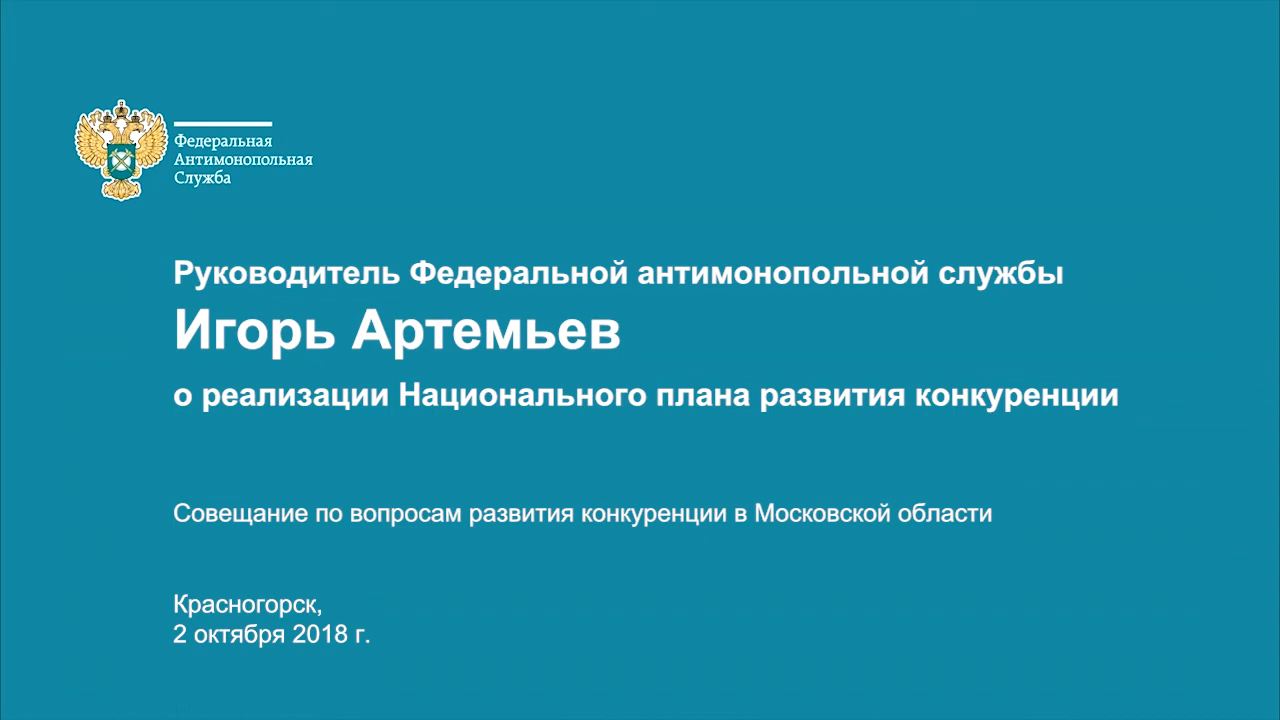 Федеральная
Антимонопольная
Служба
Руководитель Федеральной антимонопольной службы
Игорь Артемьев
о реализации Национального плана развития конкуренции
Совещание по вопросам развития конкуренции в Московской области
Красногорск,
2 октября 2018 г.